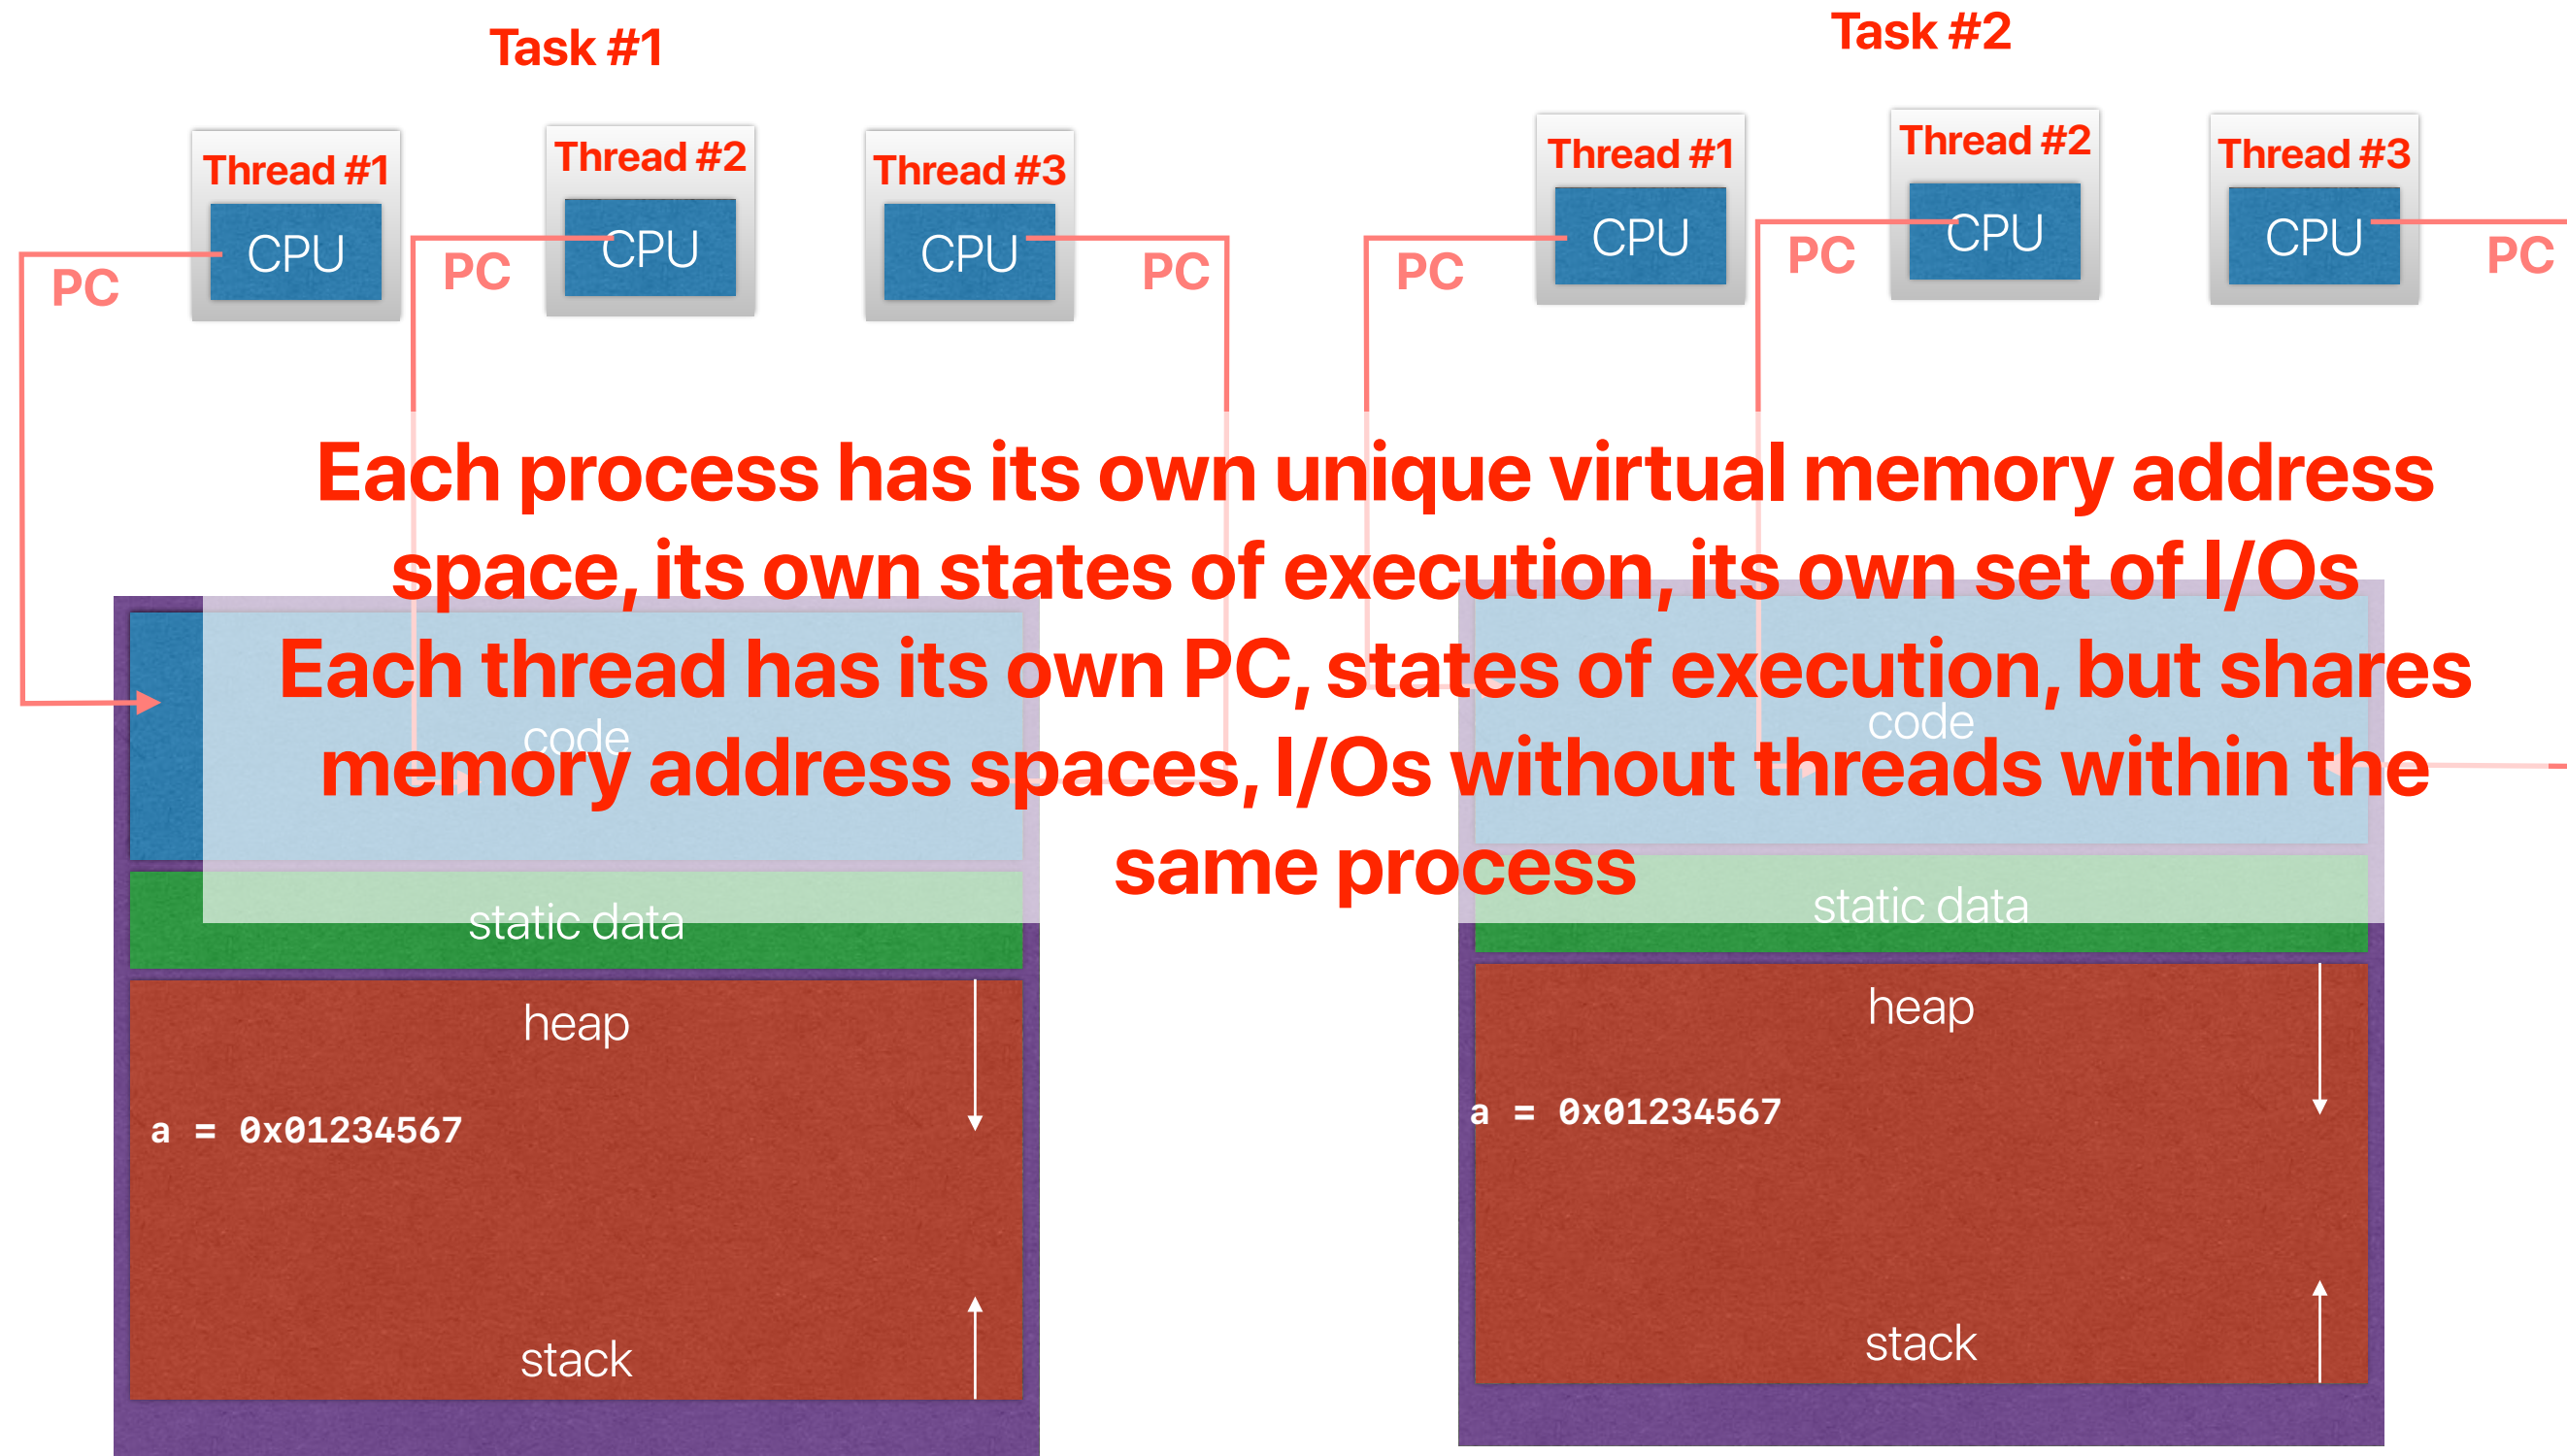 Task #1
Task #2
Thread #1
Thread #2
Thread #3
Thread #1
Thread #2
Thread #3
CPU
CPU
CPU
CPU
CPU
CPU
PC
PC
PC
PC
PC
PC
Each process has its own unique virtual memory address
space, its own states of execution, its own set of I/Os
Each thread has its own PC, states of execution, but shares
memory address spaces, I/Os without threads within the
same process
code
code
static data
static data
heap
heap
a = 0x01234567
a = 0x01234567
stack
stack